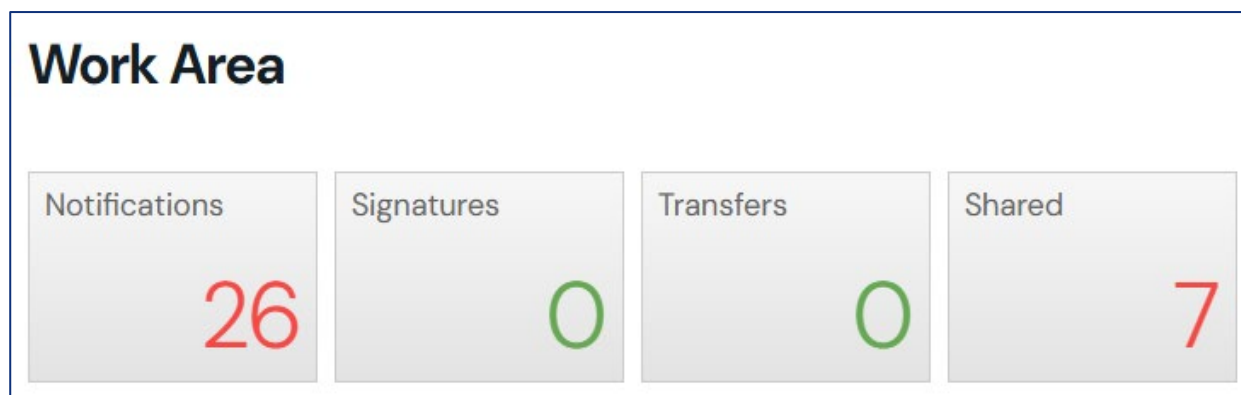 Work Area
Notifications
26
Signatures
0
Transfers
0
Shared
7